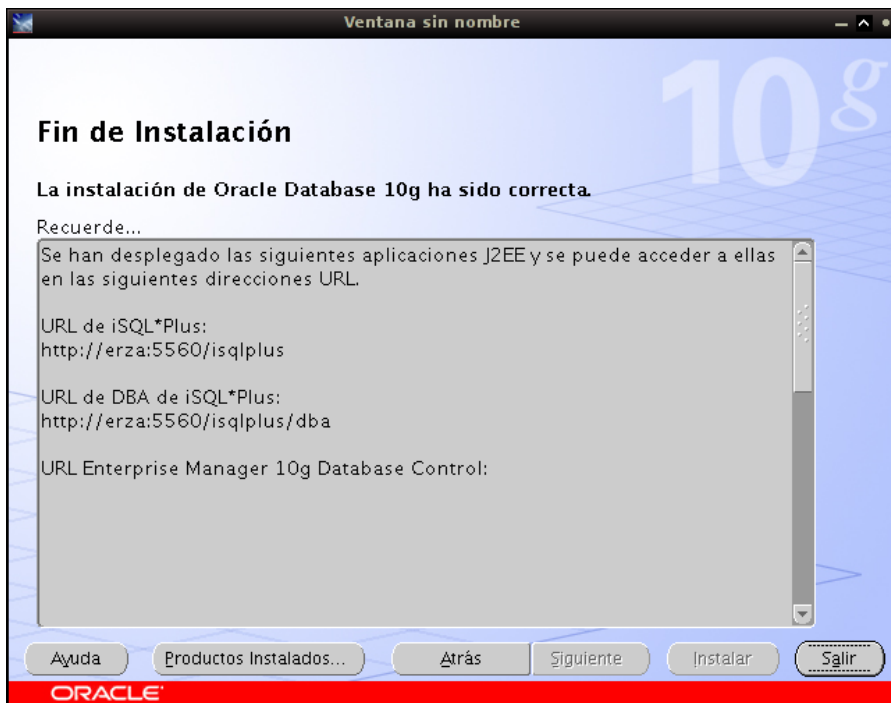 Ventana sin nombre
10g
Fin de Instalación
La instalación de Oracle Database 10g ha sido correcta.
Recuerde...
Se han desplegado las siguientes aplicaciones J2EE y se puede acceder a ellas
en las siguientes direcciones URL.
URL de iSQL*Plus:
http://erza:5560/isqlplus
URL de DBA de iSQL*Plus:
http://erza:5560/isqlplus/dba
URL Enterprise Manager 10g Database Control:
Ayuda
Productos Instalados...
Atrás
Siguiente
Instalar
Salir
ORACLE